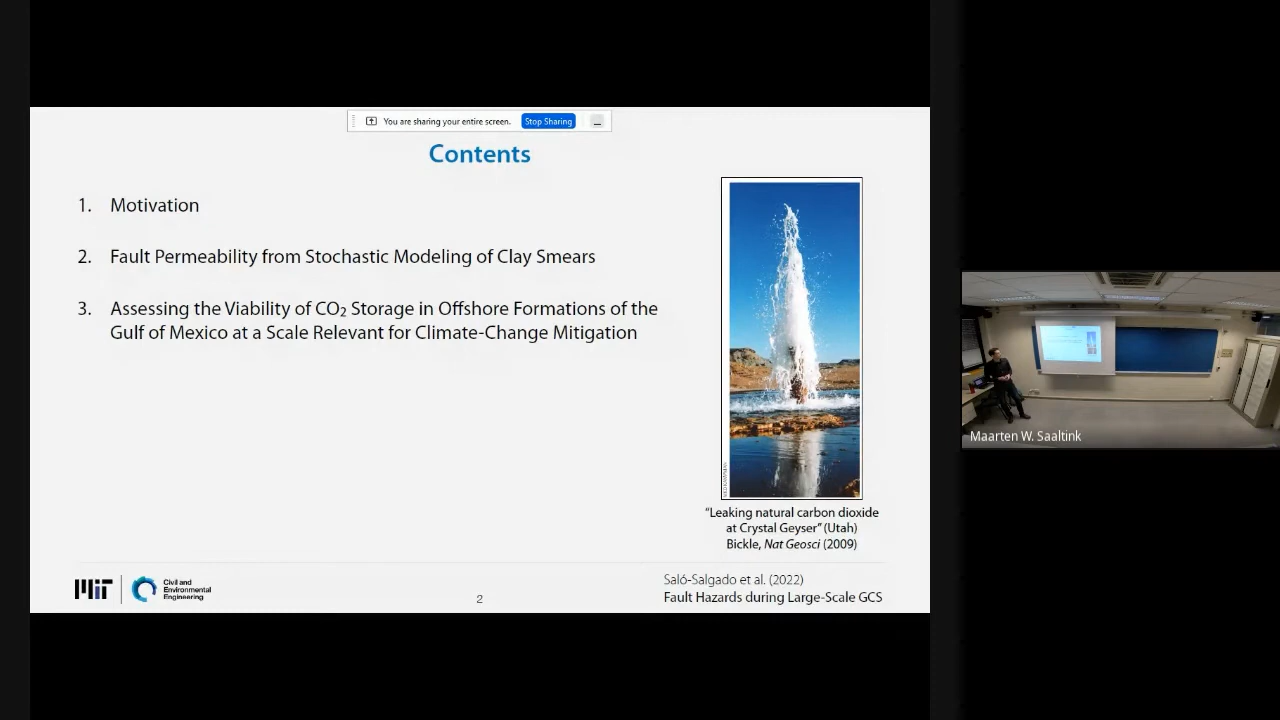 You are sharing your entire screen.
Stop Sharing
Contents
1. Motivation
2. Fault Permeability from Stochastic Modeling of Clay Smears
3. Assessing the Viability of CO₂ Storage in Offshore Formations of the
Gulf of Mexico at a Scale Relevant for Climate-Change Mitigation
“Leaking natural carbon dioxide
at Crystal Geyser” (Utah)
Bickle, Nat Geosci (2009)
MIT
Civil and
Environmental
Engineering
2
Saló-Salgado et al. (2022)
Fault Hazards during Large-Scale GCS
Maarten W. Saaltink